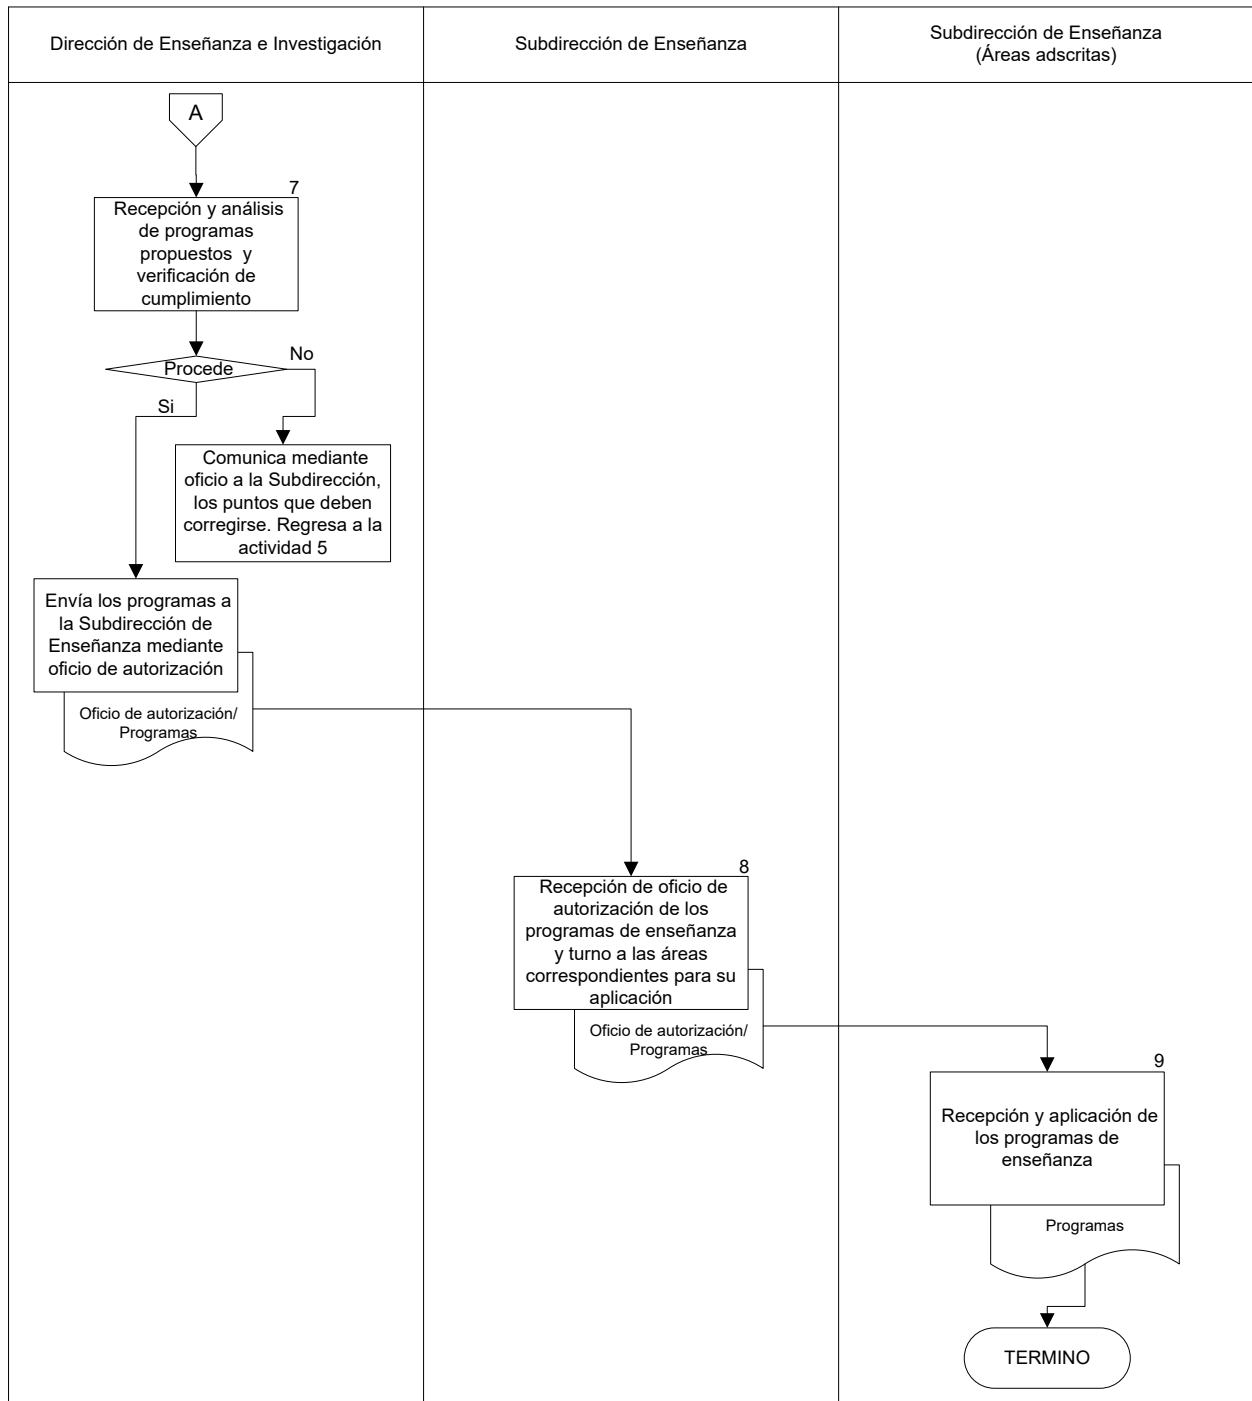 Dirección de Enseñanza e Investigación
Subdirección de Enseñanza
Subdirección de Enseñanza
(Áreas adscritas)
A
7
Recepción y análisis
de programas
propuestos y
verificación de
cumplimiento
Procede
No
Si
Comunica mediante
oficio a la Subdirección,
los puntos que deben
corregirse. Regresa a la
actividad 5
Envía los programas a
la Subdirección de
Enseñanza mediante
oficio de autorización
Oficio de autorización/
Programas
8
Recepción de oficio de
autorización de los
programas de enseñanza
y turno a las áreas
correspondientes para su
aplicación
Oficio de autorización/
Programas
9
Recepción y aplicación de
los programas de
enseñanza
Programas
TERMINO